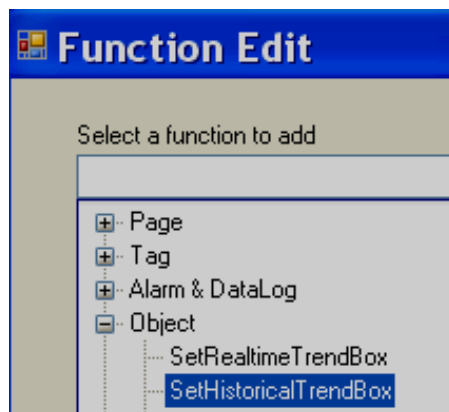 Function Edit
Select a function to add
Page
Tag
Alarm & DataLog
Object
SetRealtimeTrendBox
SetHistoricalTrendBox